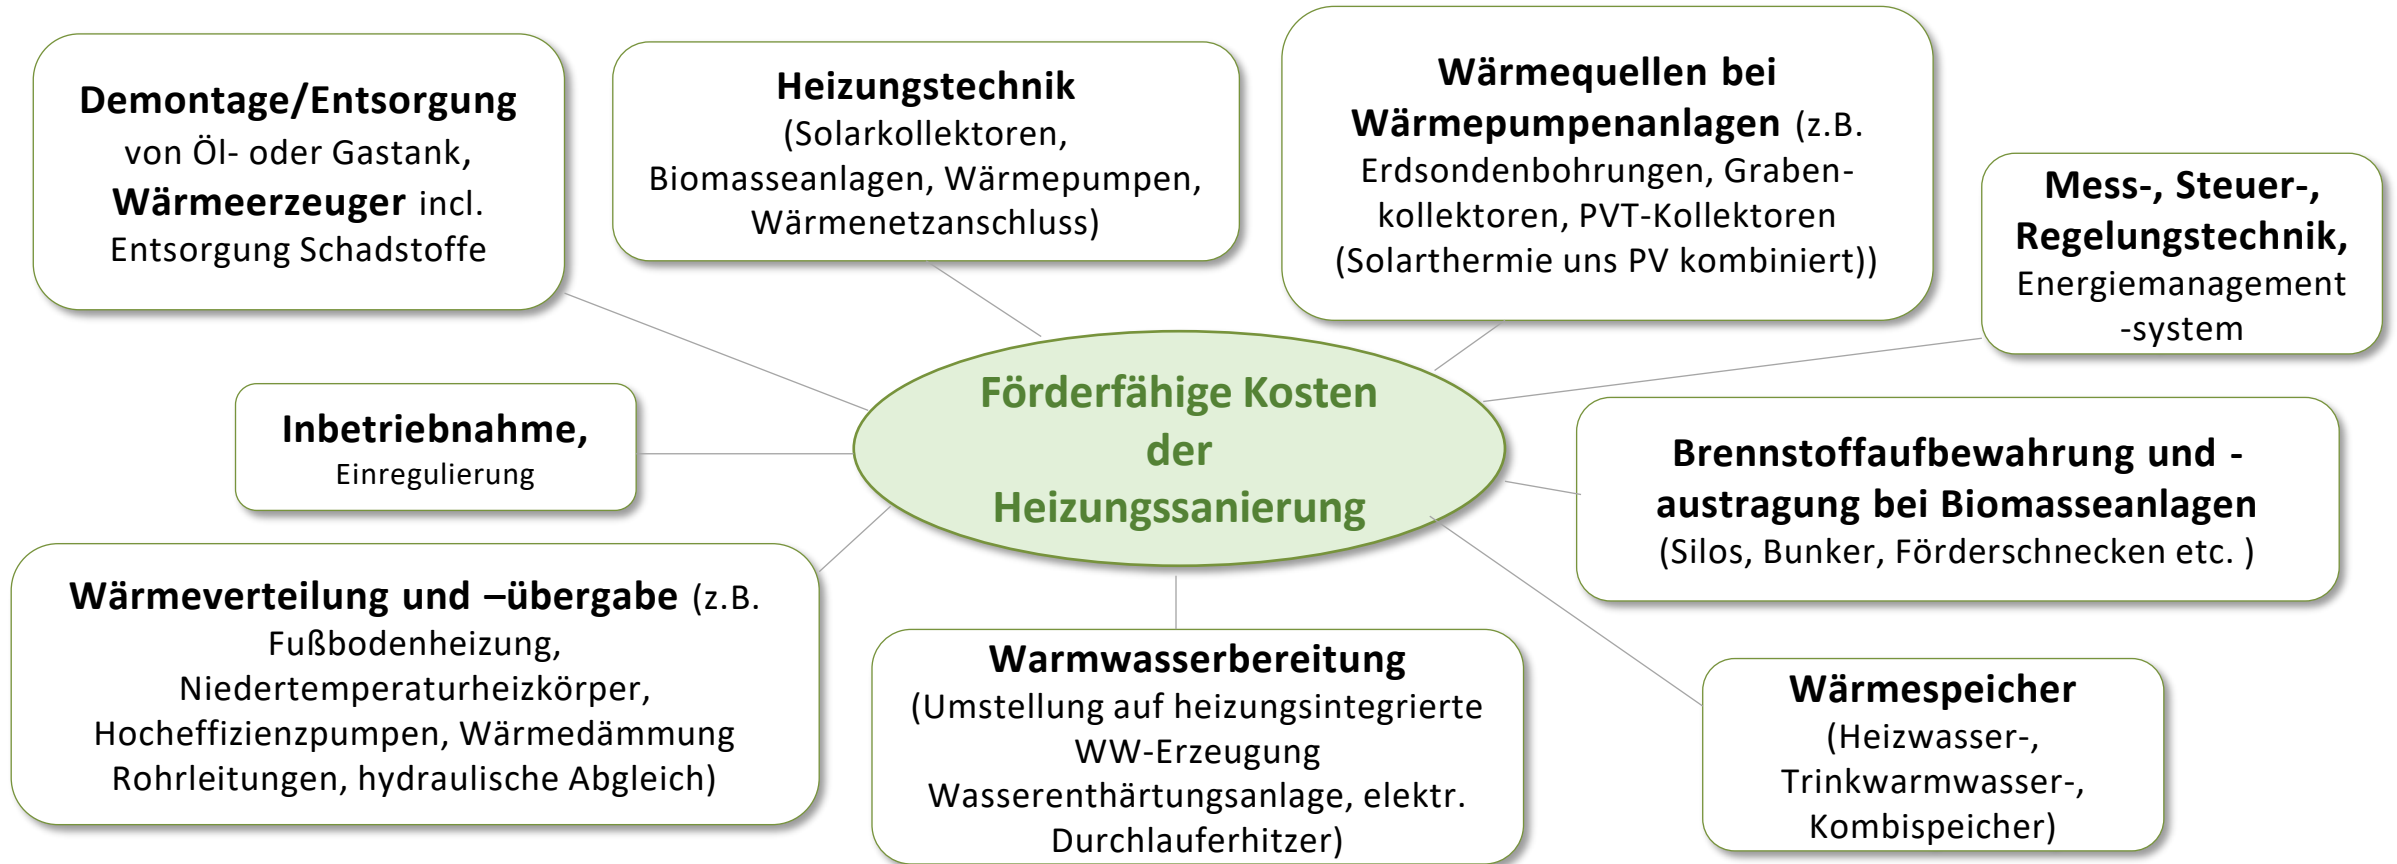 Demontage/Entsorgung
von Öl- oder Gastank,
Wärmeerzeuger incl.
Entsorgung Schadstoffe
Heizungstechnik
(Solarkollektoren,
Biomasseanlagen, Wärmepumpen,
Wärmenetzanschluss)
Wärmequellen bei
Wärmepumpenanlagen (z.B.
Erdsondenbohrungen, Graben-
kollektoren, PVT-Kollektoren
(Solarthermie uns PV kombiniert))
Mess-, Steuer-,
Regelungstechnik,
Energiemanagement
-system
Förderfähige Kosten
der
Heizungssanierung
Inbetriebnahme,
Einregulierung
Brennstoffaufbewahrung und -
austragung bei Biomasseanlagen
(Silos, Bunker, Förderschnecken etc. )
Wärmeverteilung und –übergabe (z.B.
Fußbodenheizung,
Niedertemperaturheizkörper,
Hocheffizienzpumpen, Wärmedämmung
Rohrleitungen, hydraulische Abgleich)
Warmwasserbereitung
(Umstellung auf heizungsintegrierte
WW-Erzeugung
Wasserenthärtungsanlage, elektr.
Durchlauferhitzer)
Wärmespeicher
(Heizwasser-,
Trinkwarmwasser-,
Kombispeicher)